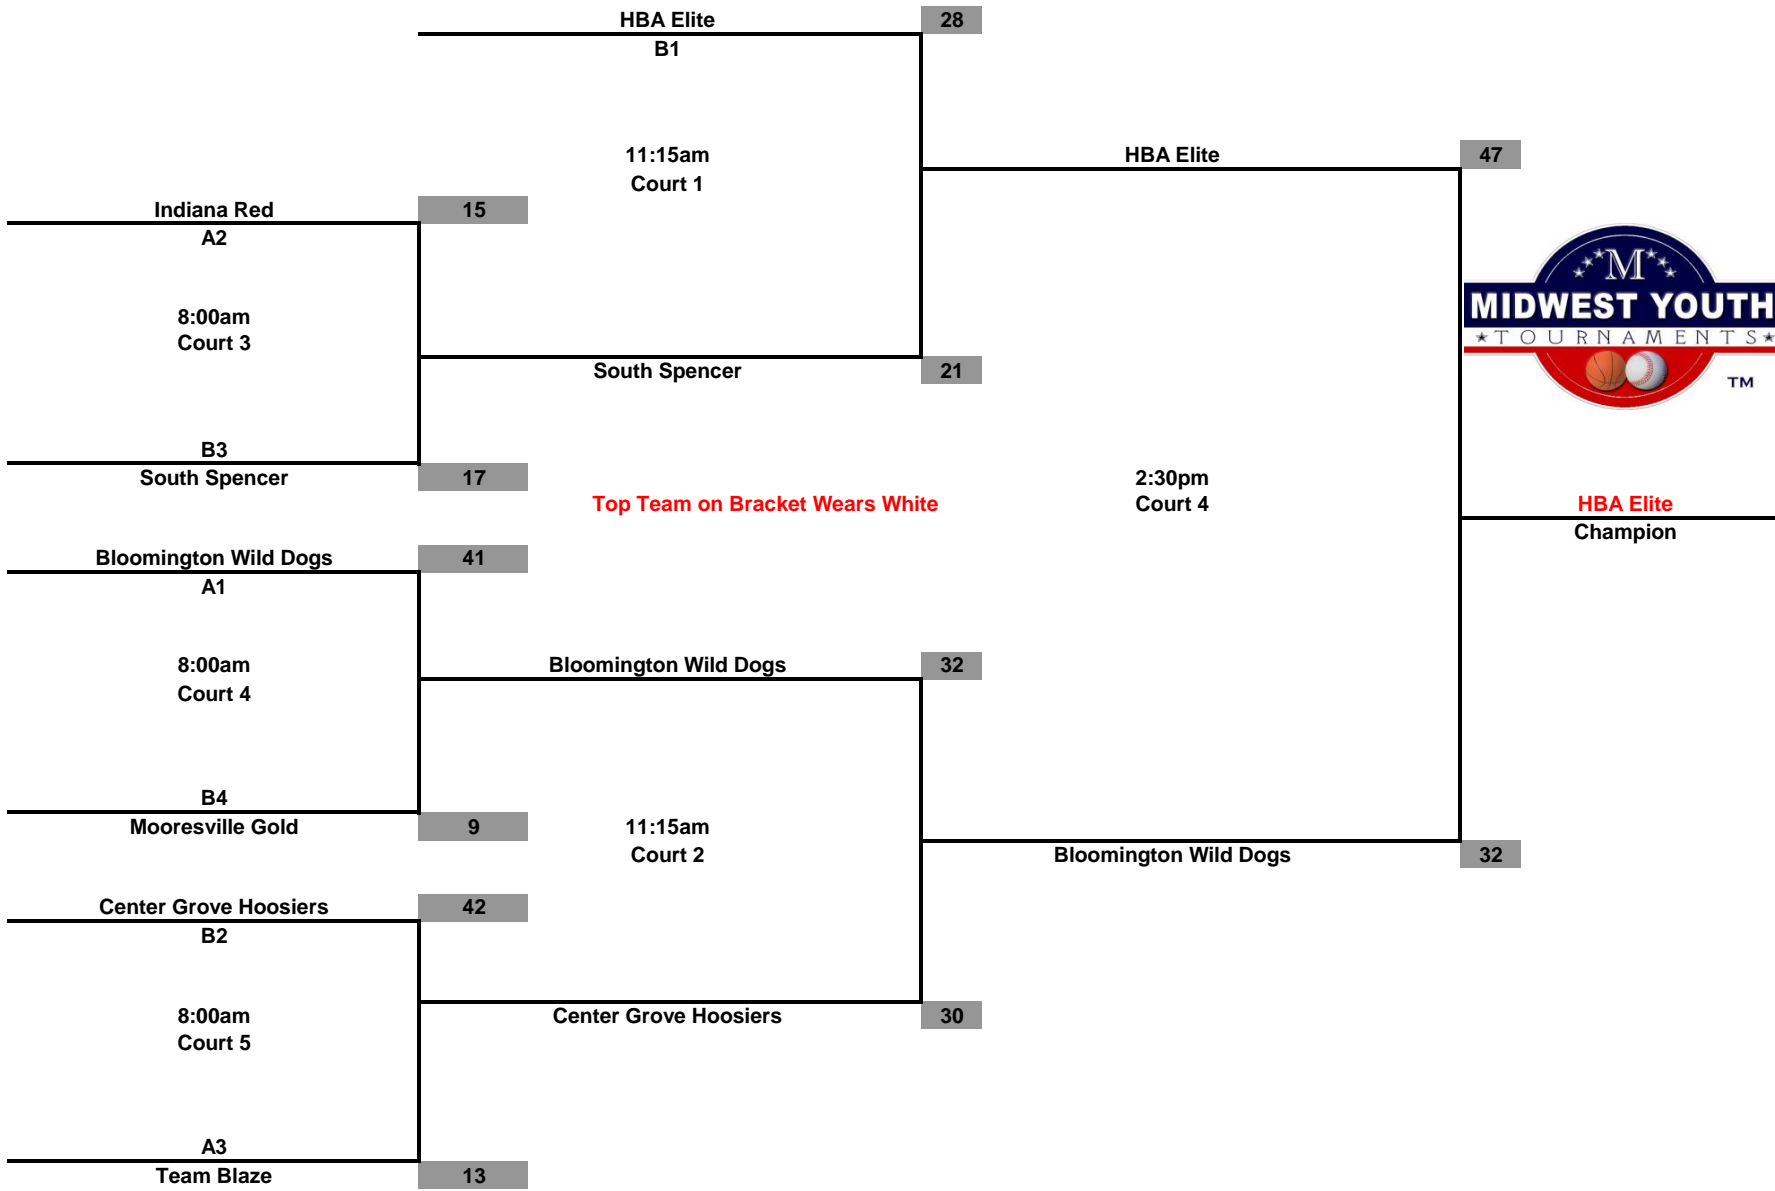 HBA Elite 28
B1
11:15am
Court 1
HBA Elite 47
Indiana Red 15
A2
8:00am
Court 3
South Spencer 21
B3
South Spencer 17
Top Team on Bracket Wears White
2:30pm
Court 4
M
MIDWEST YOUTH
TOURNAMENTS
TM
HBA Elite
Champion
Bloomington Wild Dogs 41
A1
8:00am
Court 4
Bloomington Wild Dogs 32
B4
Mooresville Gold 9
11:15am
Court 2
Bloomington Wild Dogs 32
Center Grove Hoosiers 42
B2
8:00am
Court 5
Center Grove Hoosiers 30
A3
Team Blaze 13